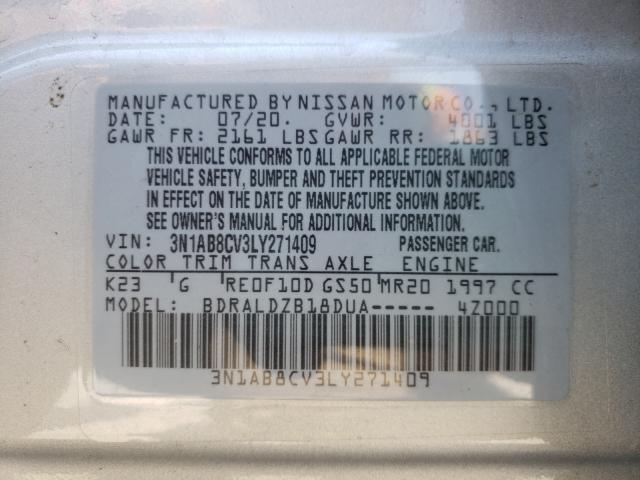 MANUFACTURED BY NISSAN MOTOR CO., LTD.
DATE: 07/20. GVWR: 4001 LBS
GAWR FR: 2161 LBS GAWR RR: 1863 LBS
THIS VEHICLE CONFORMS TO ALL APPLICABLE FEDERAL MOTOR
VEHICLE SAFETY, BUMPER AND THEFT PREVENTION STANDARDS
IN EFFECT ON THE DATE OF MANUFACTURE SHOWN ABOVE.
SEE OWNER'S MANUAL FOR ADDITIONAL INFORMATION.
VIN: 3N1AB8CV3LY271409 PASSENGER CAR.
COLOR TRIM TRANS AXLE ENGINE
K23 G RE0F10D GS50 MR20 1997 CC
MODEL: BDRALDZB18DUA----- 4Z000
3N1AB8CV3LY271409